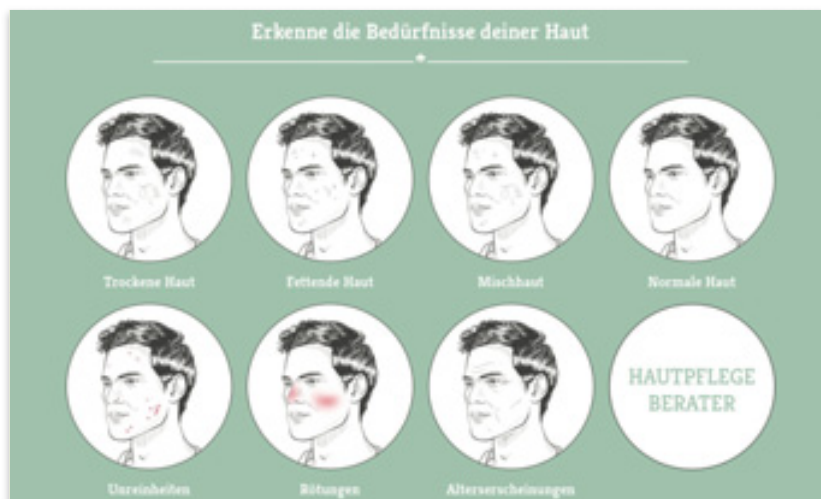 Erkenne die Bedürfnisse deiner Haut
Trockene Haut
Fettende Haut
Mischhaut
Normale Haut
HAUTPFLEGE
BERATER
Unreinheiten
Rötungen
Alterserscheinungen